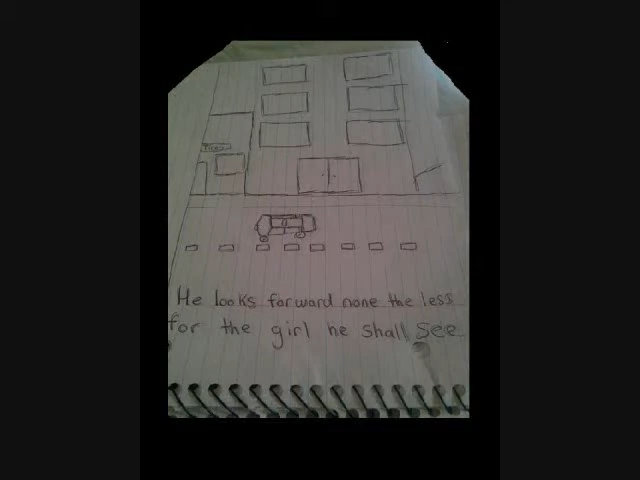 He looks forward none the less
for the girl he shall see